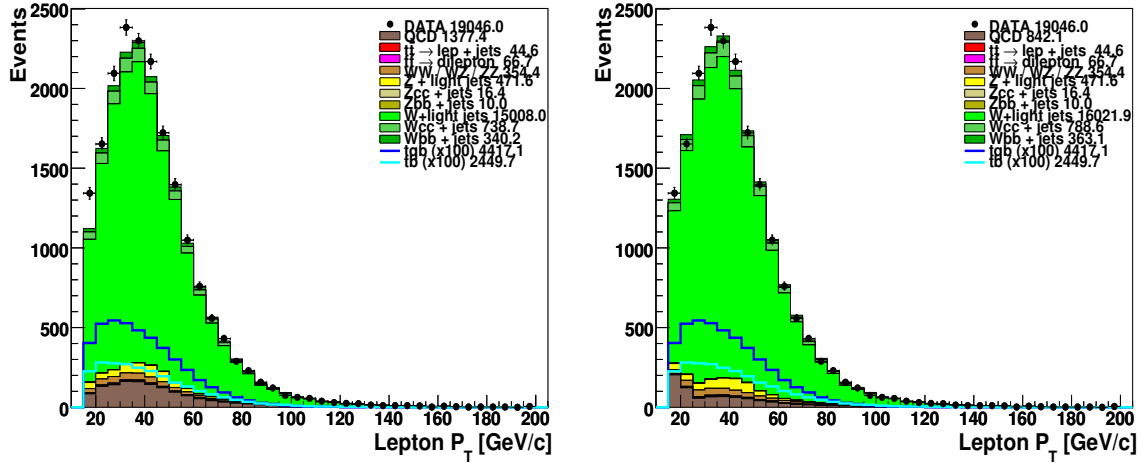 Events
2500
2000
1500
1000
500
0
DATA 19046.0
QCD 1377.4
tt̄ → lep + jets 44.6
tt̄ → dilepton 66.7
WW / WZ / ZZ 354.4
Z + light jets 471.6
Zcc + jets 16.4
Zbb + jets 10.0
W+light jets 15008.0
Wcc + jets 738.7
Wbb + jets 340.2
tqb (x100) 4417.1
tb (x100) 2449.7
20 40 60 80 100 120 140 160 180 200
Lepton P_T [GeV/c]
Events
2500
2000
1500
1000
500
0
DATA 19046.0
QCD 842.1
tt̄ → lep + jets 44.6
tt̄ → dilepton 66.7
WW / WZ / ZZ 354.4
Z + light jets 471.6
Zcc + jets 16.4
Zbb + jets 10.0
W+light jets 16021.9
Wcc + jets 788.6
Wbb + jets 363.1
tqb (x100) 4417.1
tb (x100) 2449.7
20 40 60 80 100 120 140 160 180 200
Lepton P_T [GeV/c]